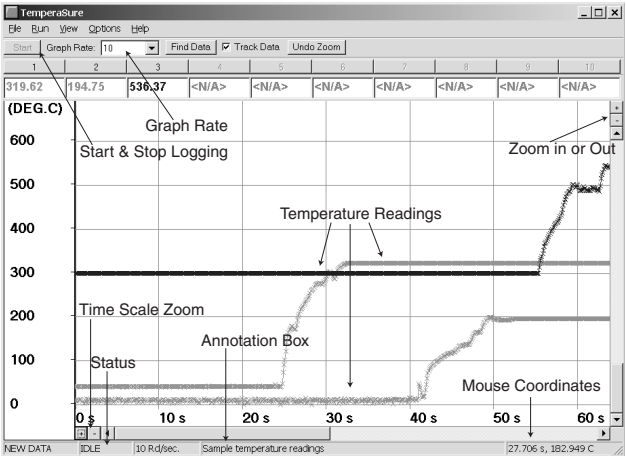 TemperaSure
File Run View Options Help
Start Graph Rate: 10 Find Data Track Data Undo Zoom
1 2 3 4 5 6 7 8 9 10
319.62 194.75 536.37 <N/A> <N/A> <N/A> <N/A> <N/A> <N/A> <N/A>
(DEG.C)
600
500
400
300
200
100
0
Graph Rate
Start & Stop Logging
Zoom in or Out
Temperature Readings
Time Scale Zoom
Annotation Box
Status
Mouse Coordinates
0 s 10 s 20 s 30 s 40 s 50 s 60 s
NEW DATA IDLE 10 Rd/sec. Sample temperature readings 27.706 s, 182.949 C